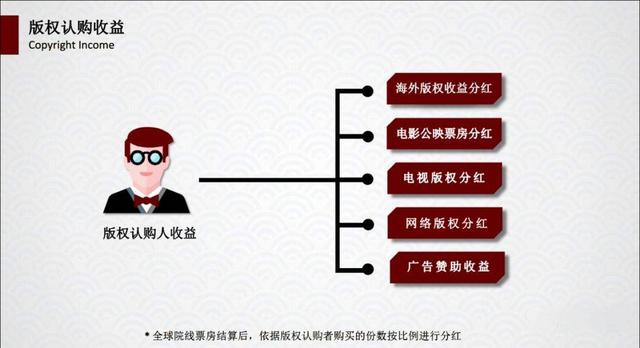 版权认购收益
Copyright Income
海外版权收益分红
电影公映票房分红
电视版权分红
网络版权分红
广告赞助收益
版权认购人收益
* 全球院线票房结算后，依据版权认购者购买的份数按比例进行分红